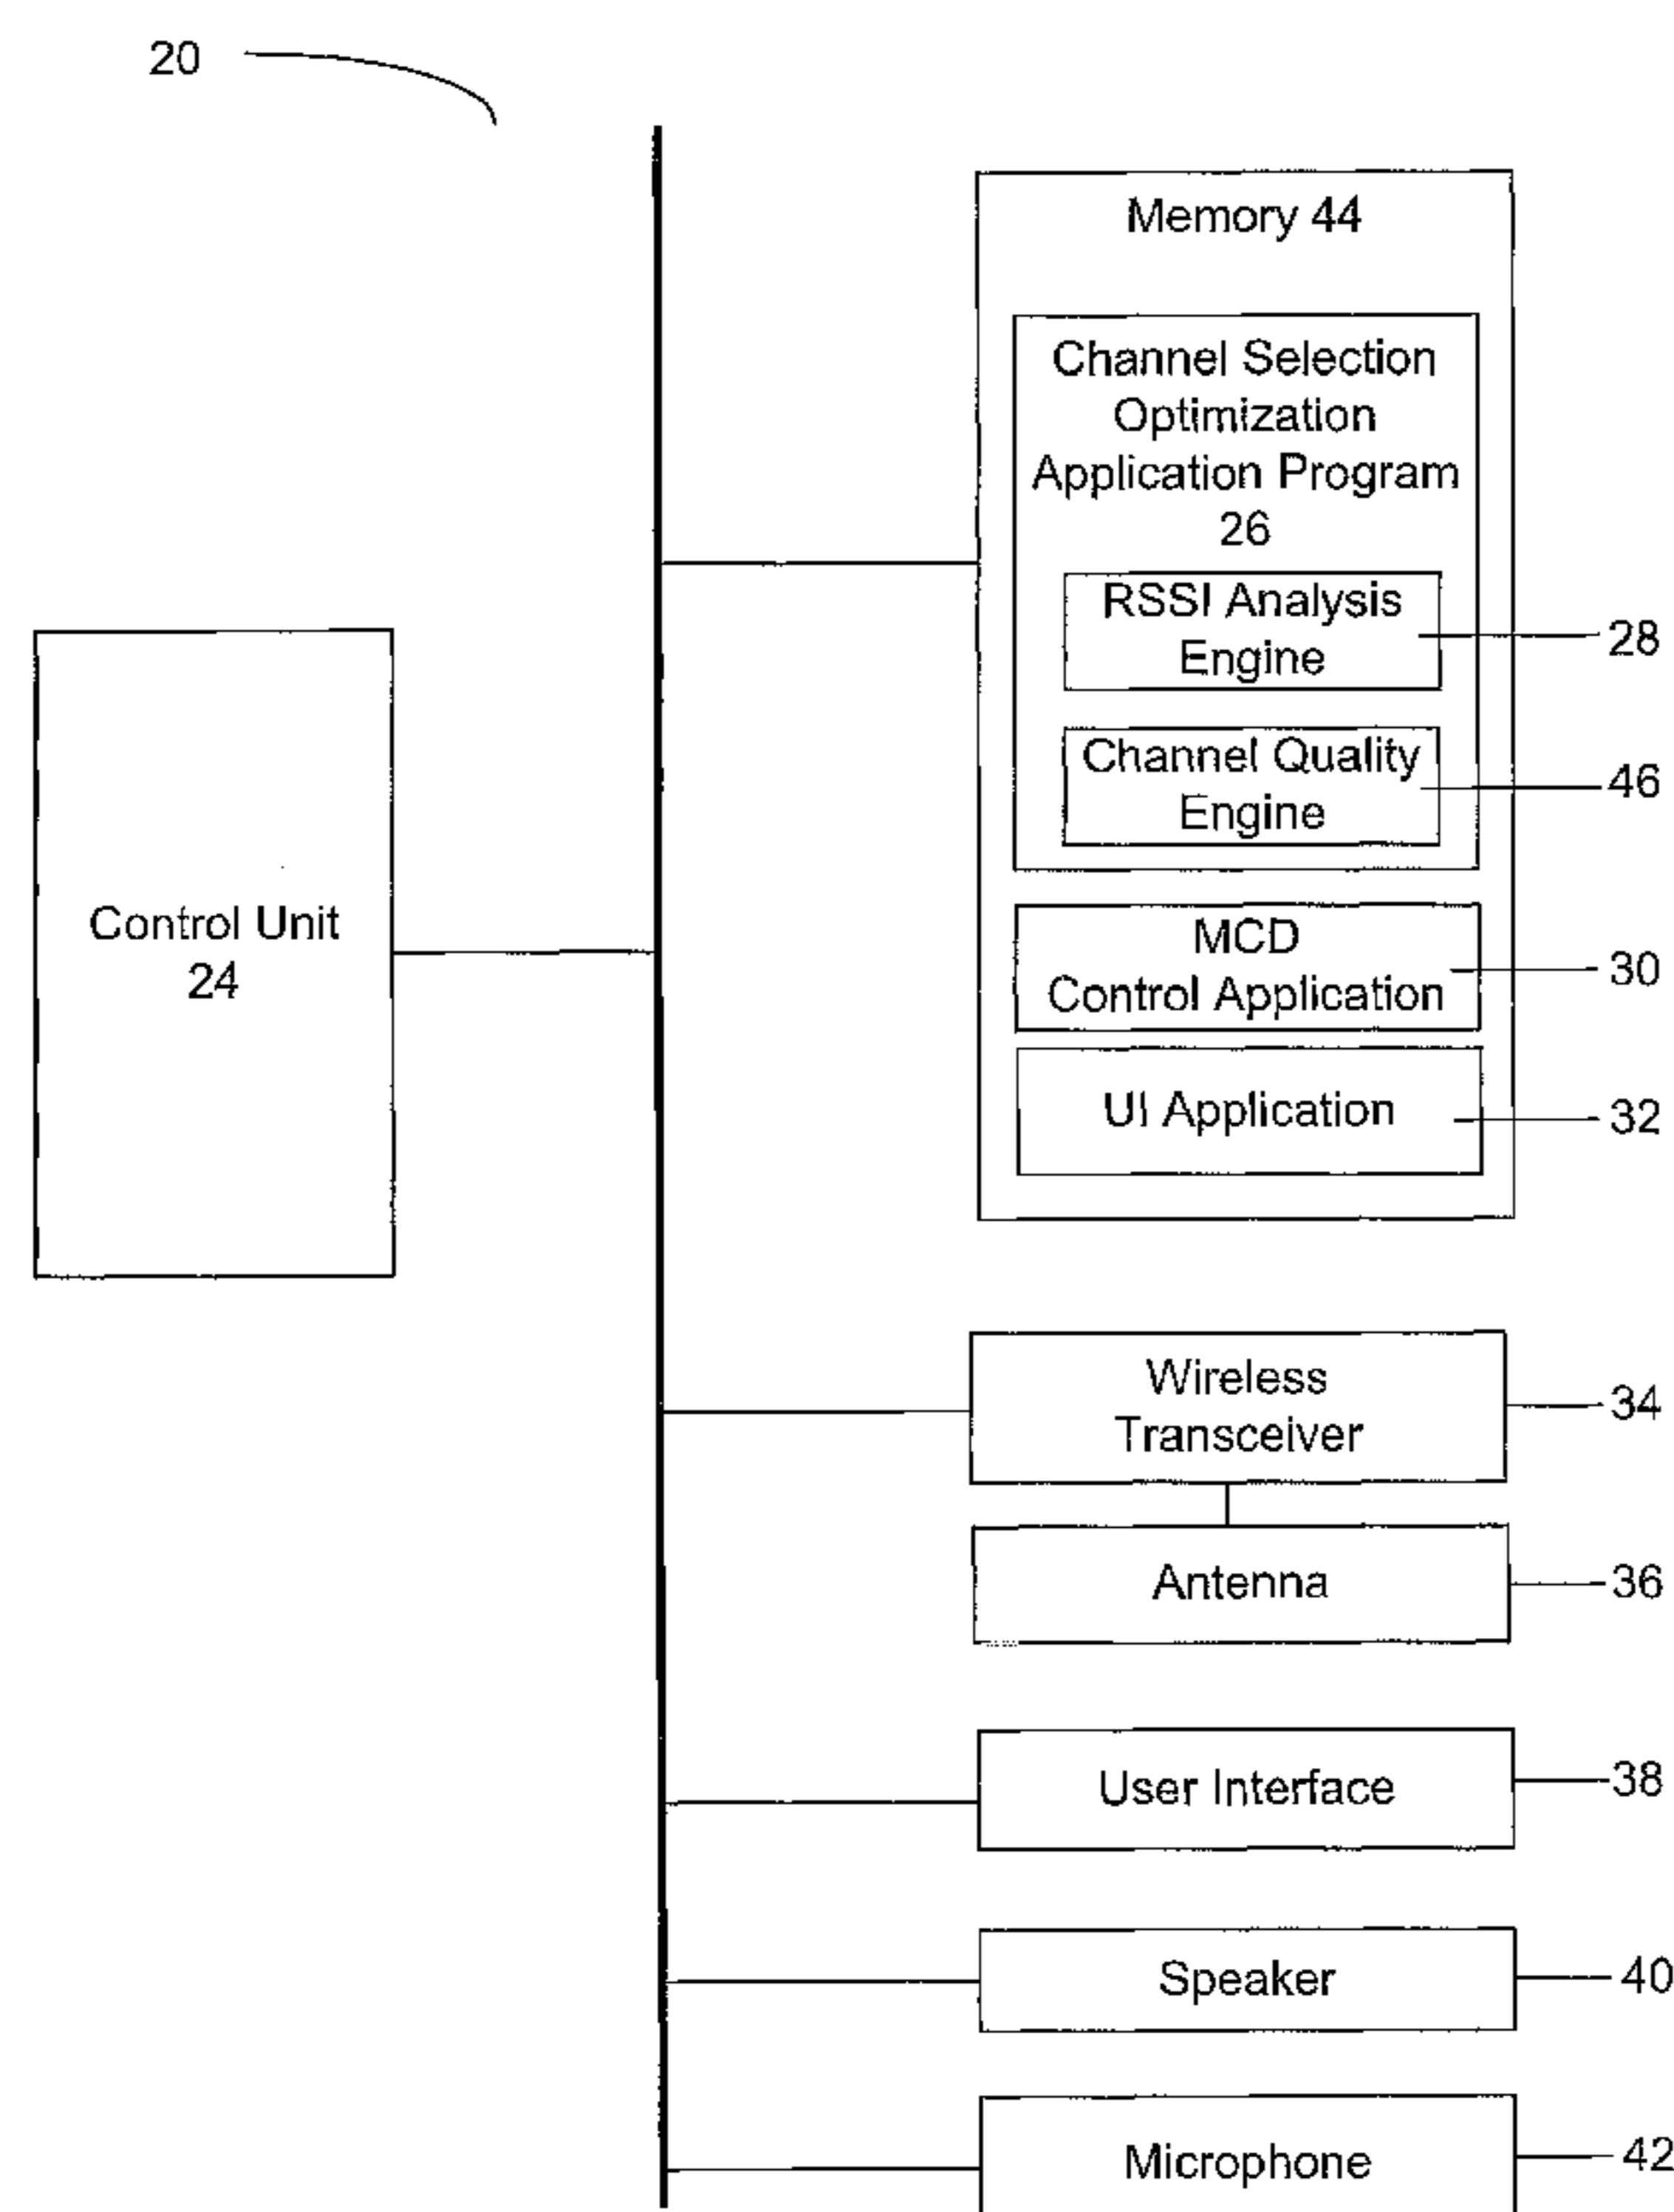 20
Memory 44
Channel Selection
Optimization
Application Program
26
RSSI Analysis
Engine
28
Channel Quality
Engine
46
Control Unit
24
MCD
Control Application
30
UI Application
32
Wireless
Transceiver
34
Antenna
36
User Interface
38
Speaker
40
Microphone
42